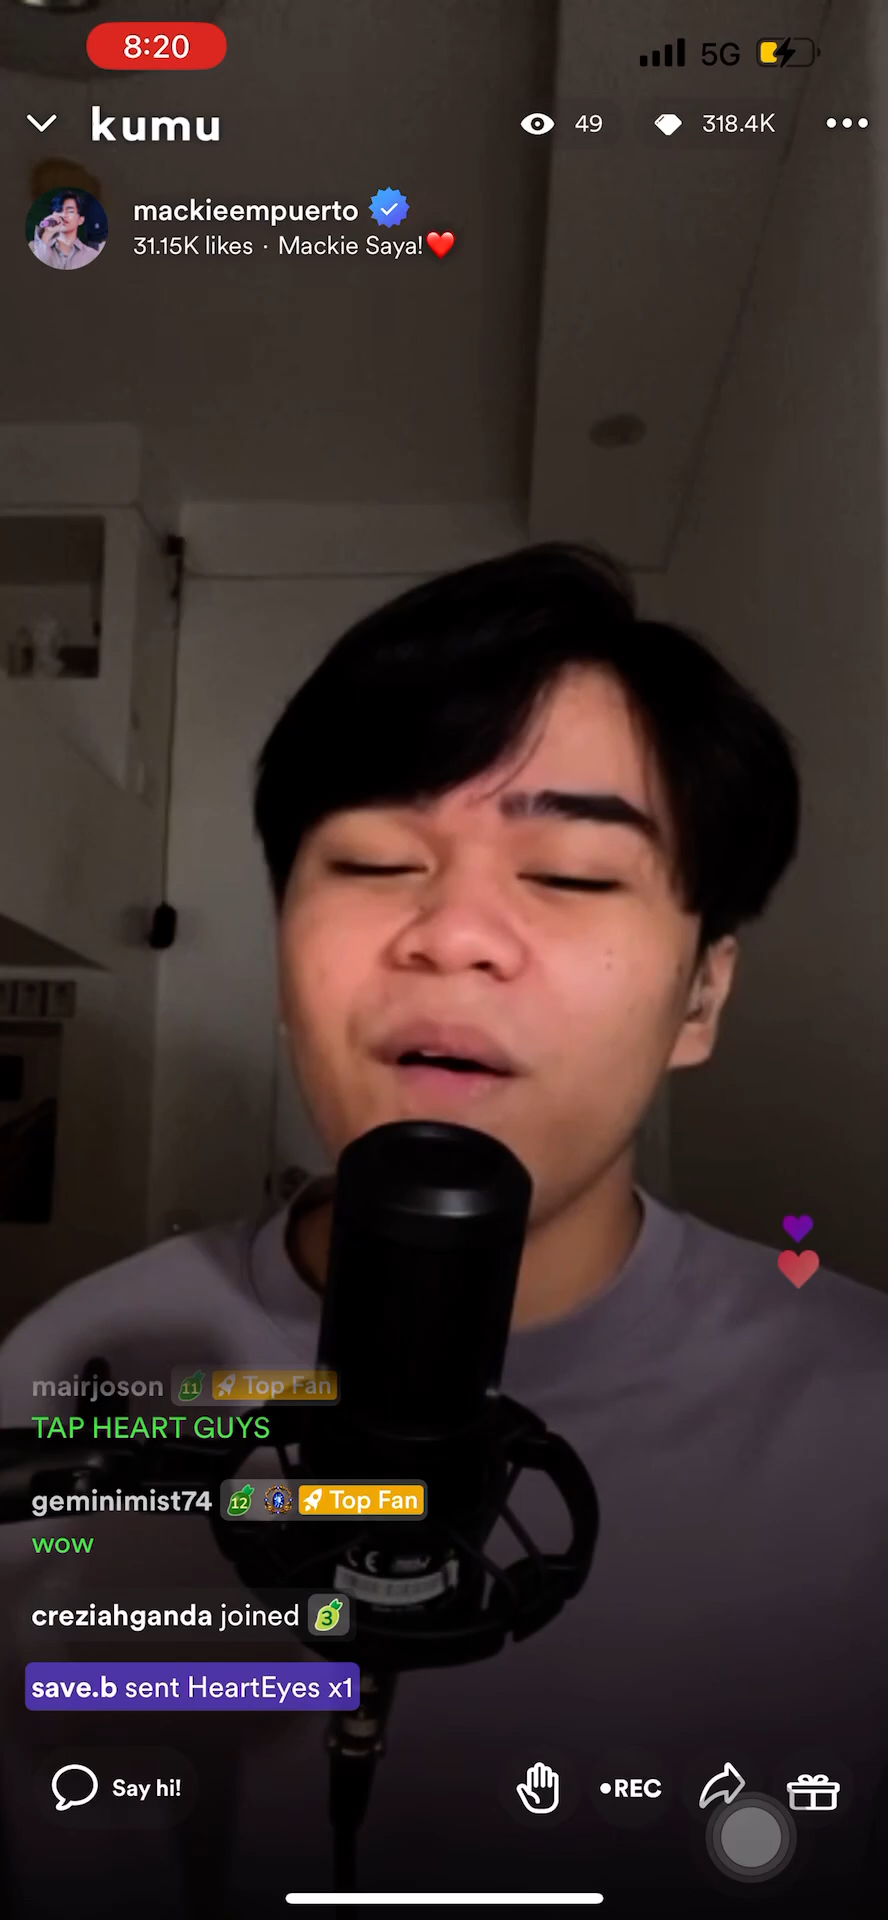 8:20
5G
kumu
49
318.4K
mackieempuerto
31.15K likes · Mackie Saya!❤️
mairjoson 11 Top Fan
TAP HEART GUYS
geminimist74 12 Top Fan
wow
creziahganda joined 3
save.b sent HeartEyes x1
Say hi!
•REC